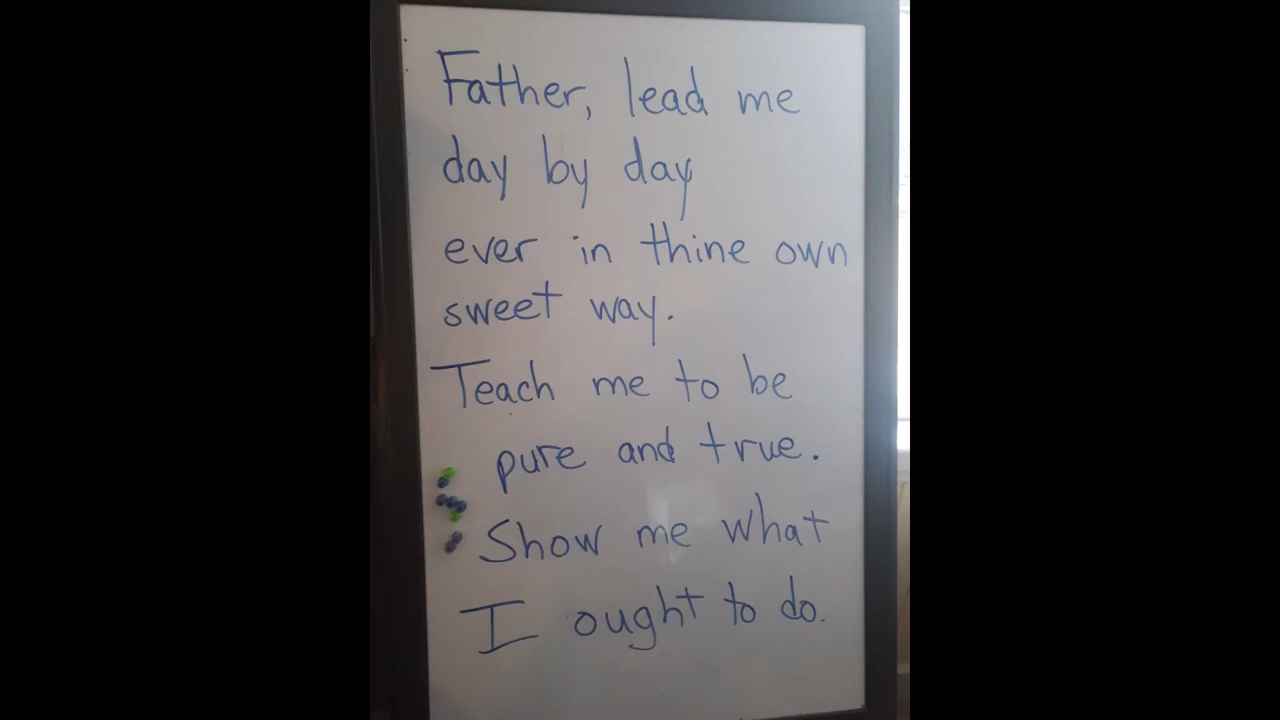 Father, lead me
day by day
ever in thine own
sweet way.
Teach me to be
pure and true.
Show me what
I ought to do.